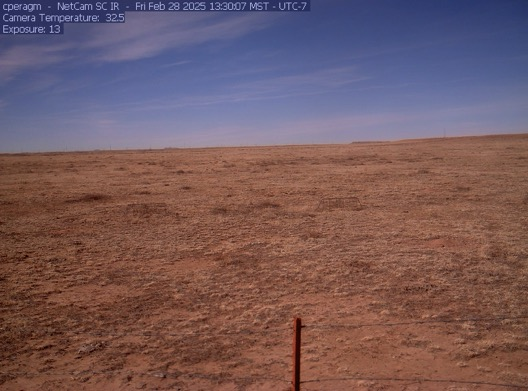 cperagm - NetCam SC IR - Fri Feb 28 2025 13:30:07 MST - UTC-7
Camera Temperature: 32.5
Exposure: 13